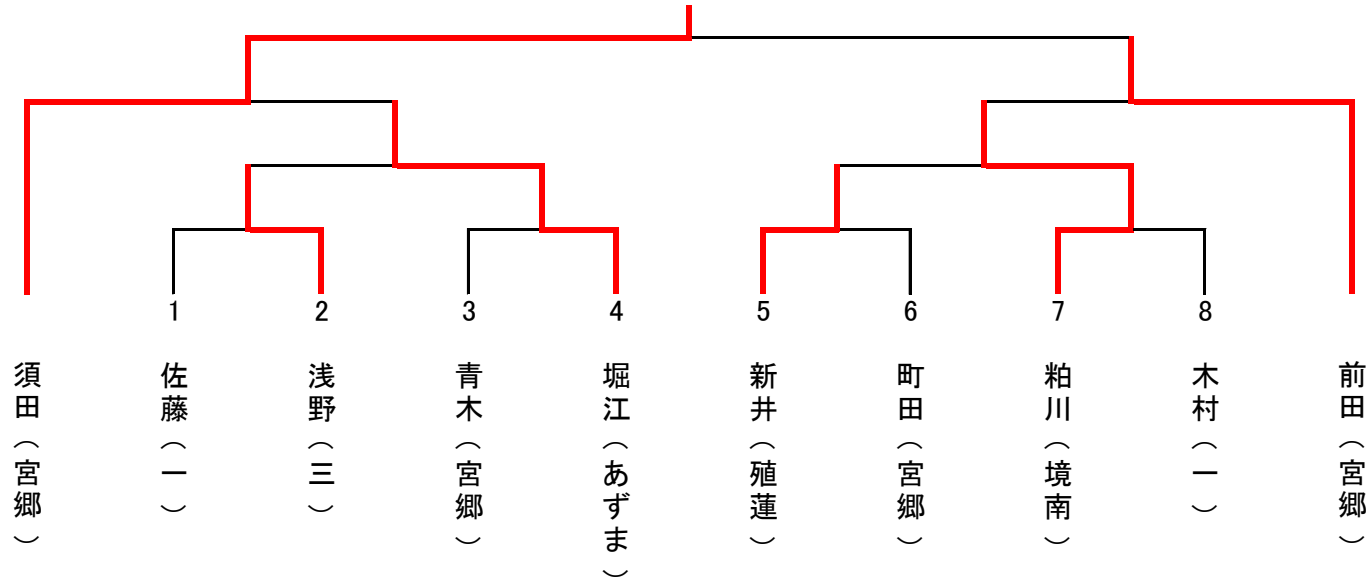 1 2 3 4 5 6 7 8
須田(宮郷)
佐藤(一)
浅野(三)
青木(宮郷)
堀江(あずま)
新井(殖蓮)
町田(宮郷)
粕川(境南)
木村(一)
前田(宮郷)